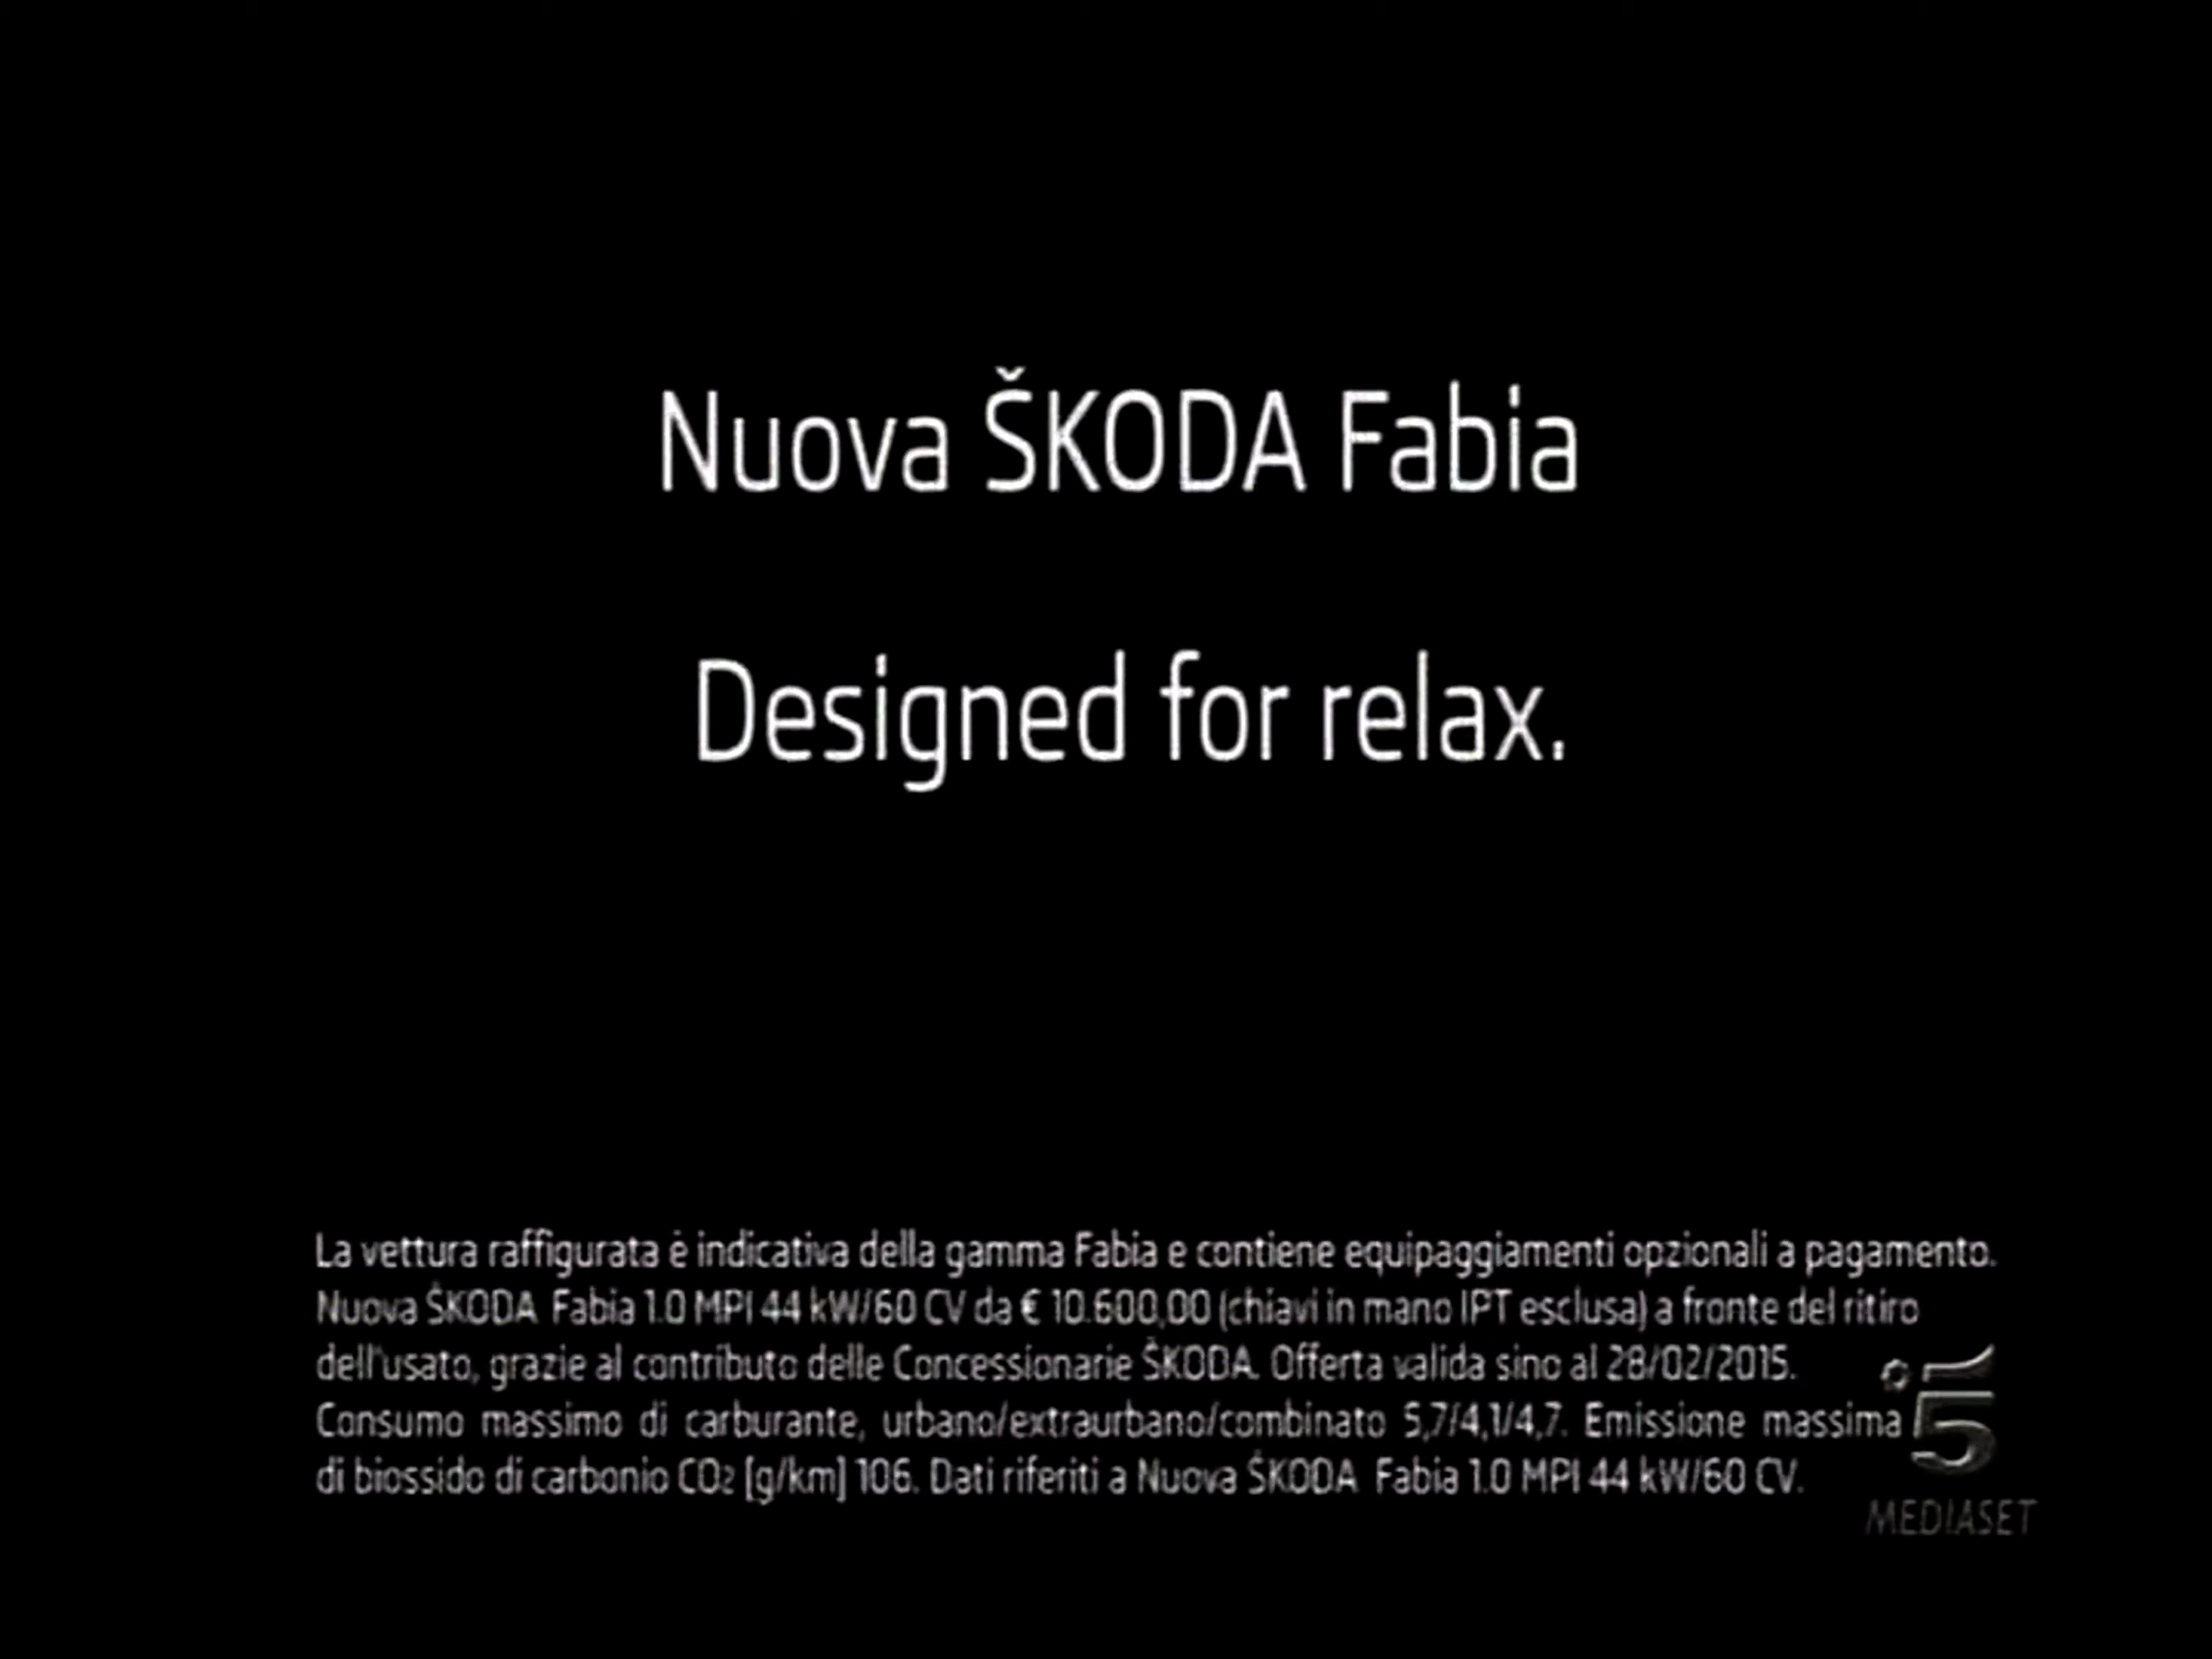 Nuova ŠKODA Fabia
Designed for relax.
La vettura raffigurata è indicativa della gamma Fabia e contiene equipaggiamenti opzionali a pagamento.
Nuova ŠKODA Fabia 1.0 MPI 44 kW/60 CV da € 10.600,00 (chiavi in mano IPT esclusa) a fronte del ritiro
dell'usato, grazie al contributo delle Concessionarie ŠKODA. Offerta valida sino al 28/02/2015.
Consumo massimo di carburante, urbano/extraurbano/combinato 5,7/4,1/4,7. Emissione massima
di biossido di carbonio CO₂ [g/km] 106. Dati riferiti a Nuova ŠKODA Fabia 1.0 MPI 44 kW/60 CV.
5
MEDIASET